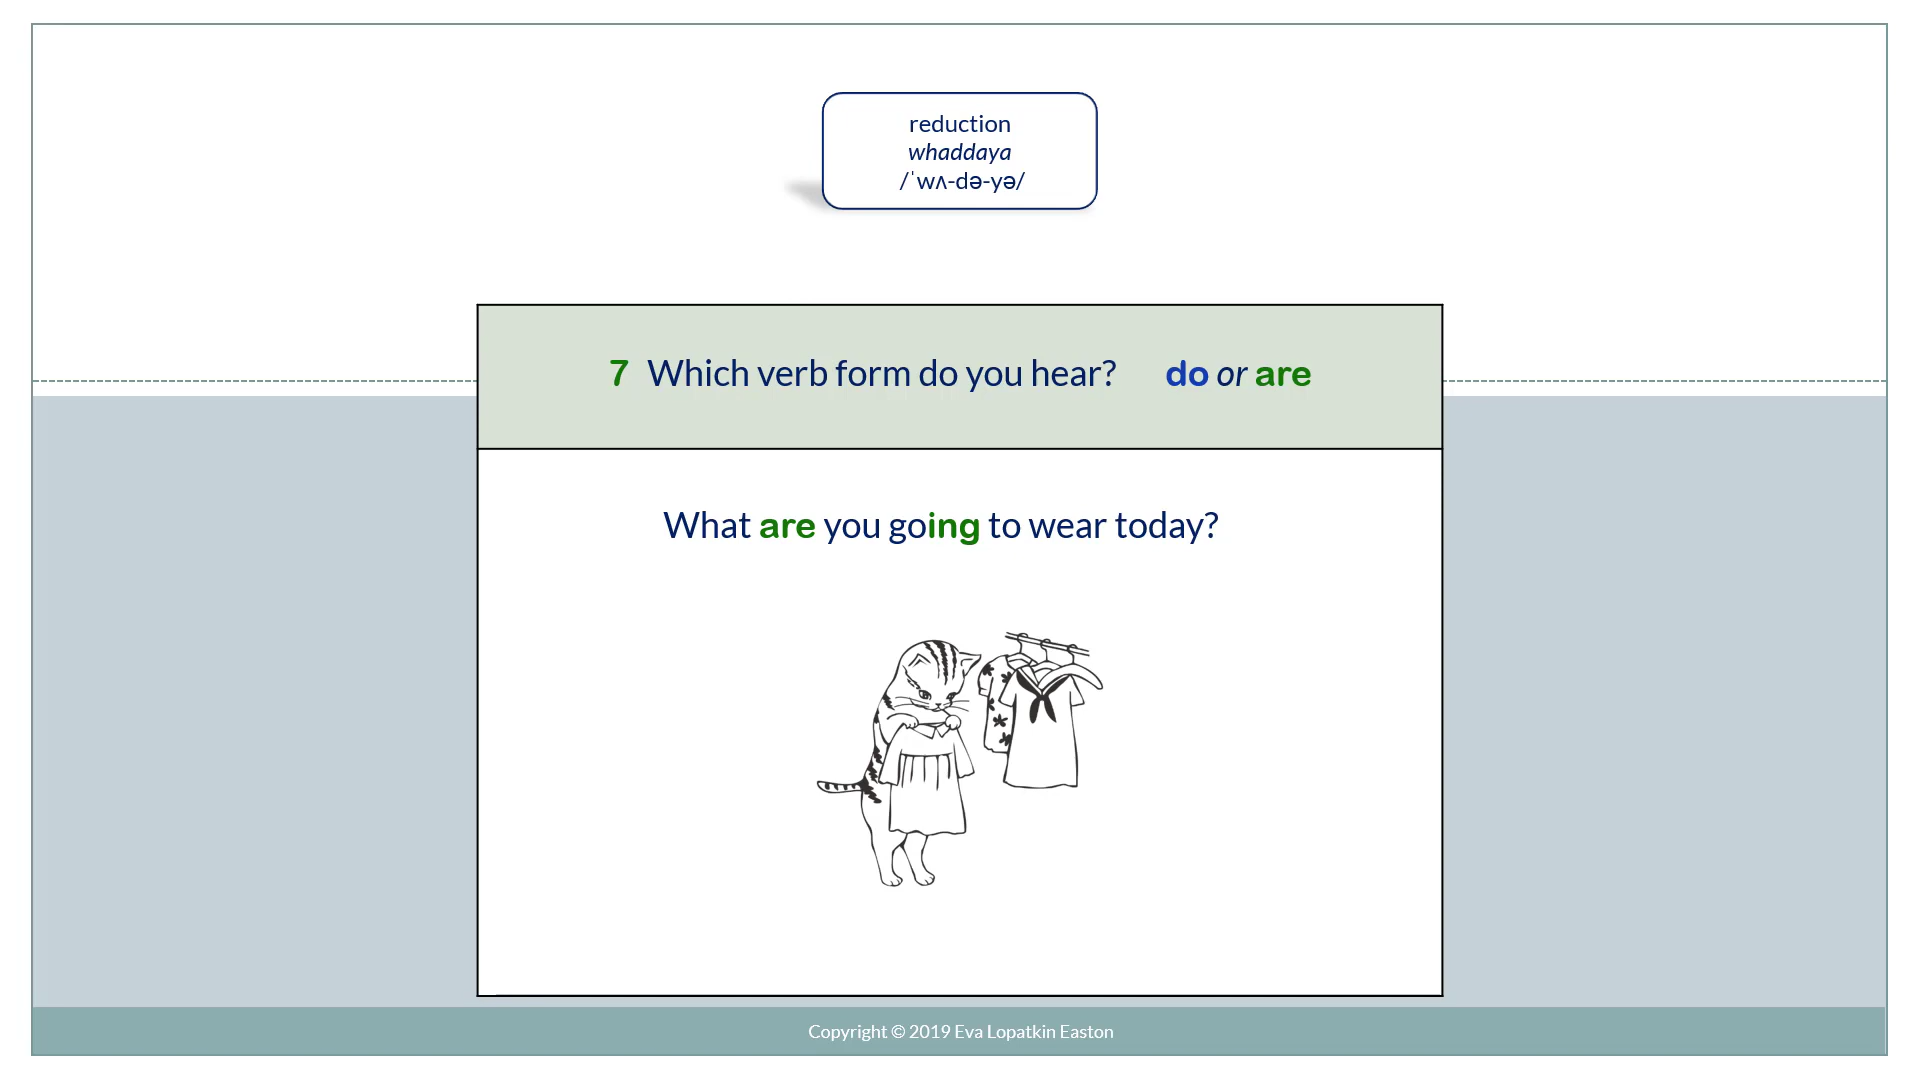 reduction
whaddaya
/ˈwʌ-də-yə/
7 Which verb form do you hear? do or are
What are you going to wear today?
Copyright © 2019 Eva Lopatkin Easton